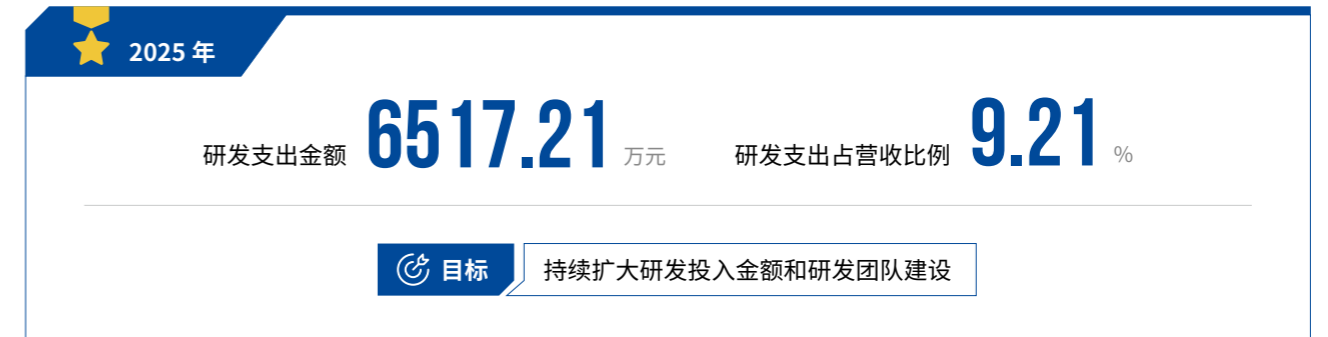 2025 年
研发支出金额 6517.21 万元 研发支出占营收比例 9.21 %
目标 持续扩大研发投入金额和研发团队建设